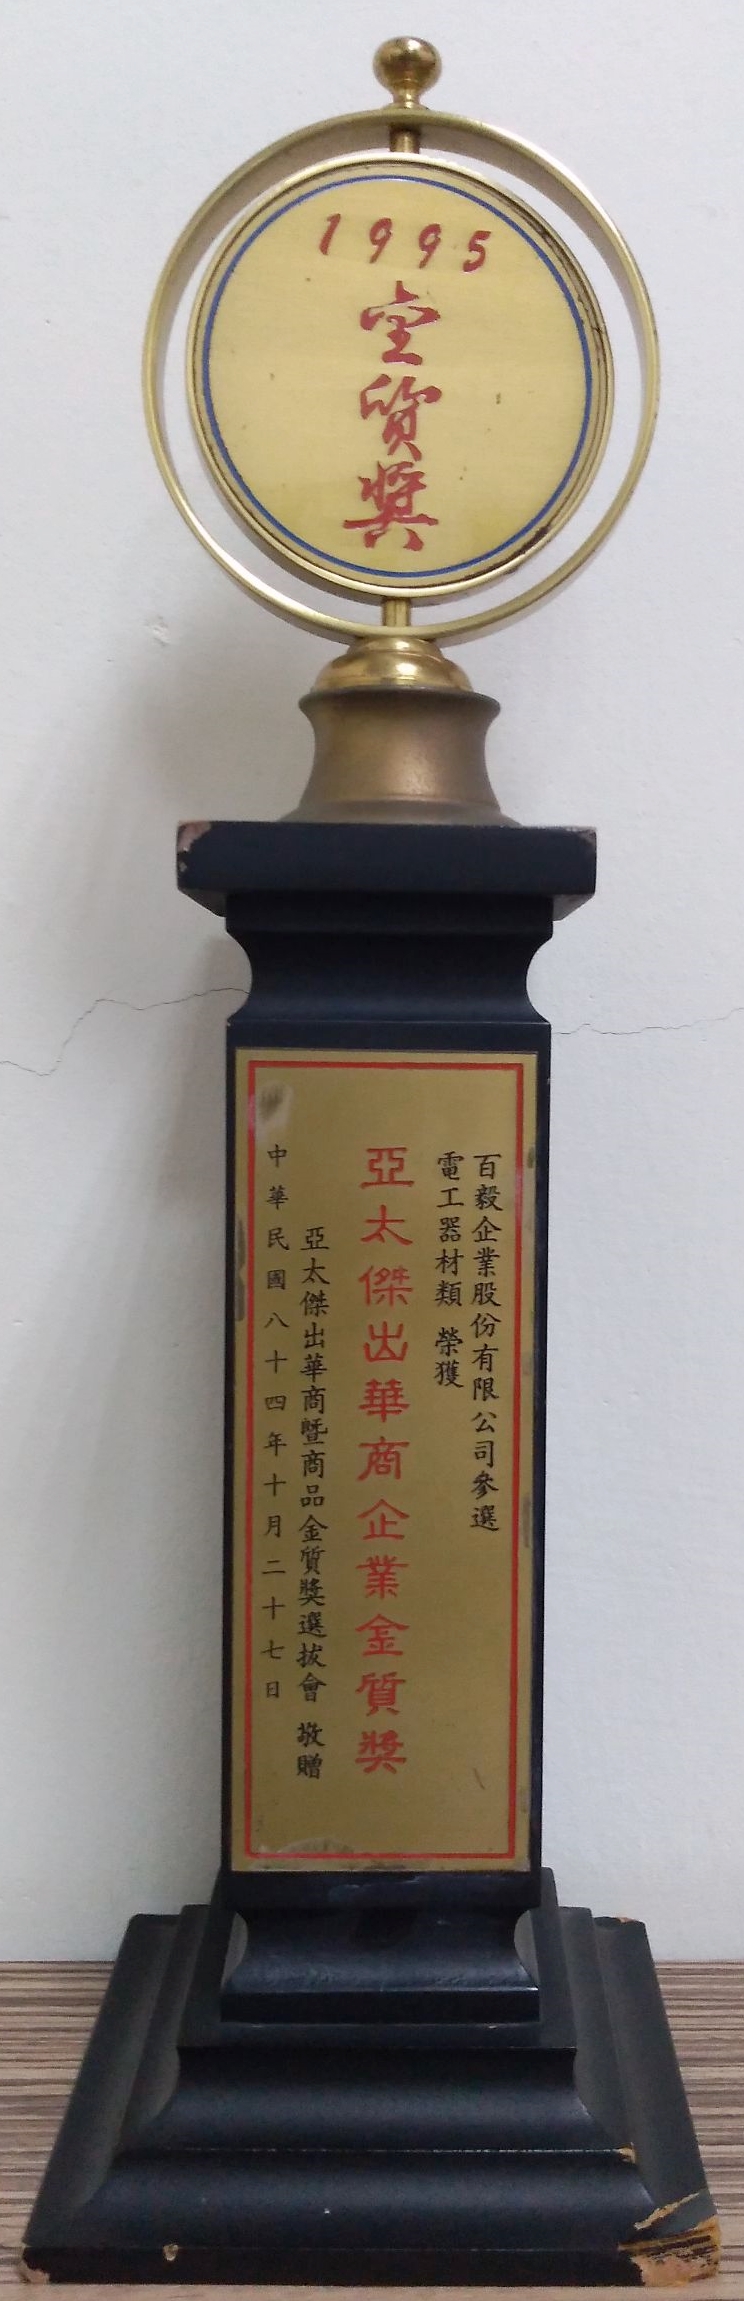 1995
金質獎
百毅企業股份有限公司參選
電工器材類 榮獲
亞太傑出華商企業金質獎
亞太傑出華商暨商品金質獎選拔會 敬贈
中華民國八十四年十月二十七日